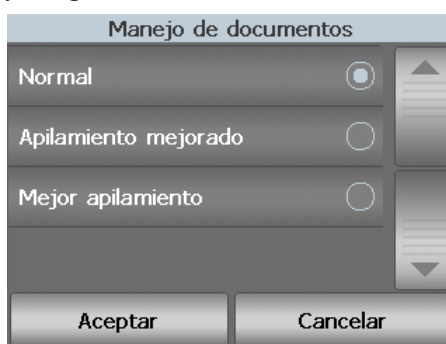 Manejo de documentos
Normal
Apilamiento mejorado
Mejor apilamiento
Aceptar
Cancelar